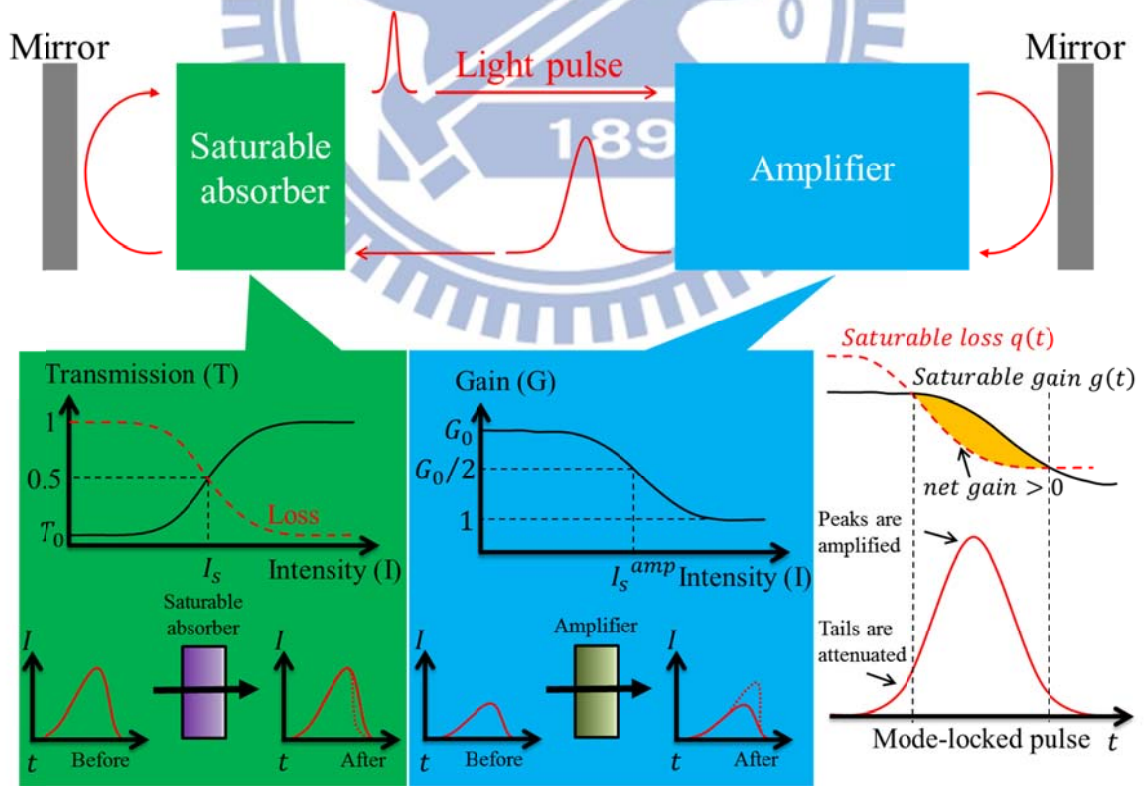 Mirror
Light pulse
Mirror
Saturable
absorber
189
Amplifier
Saturable loss q(t)
Saturable gain g(t)
net gain > 0
Transmission (T)
1
0.5
T₀
Loss
Iₛ
Intensity (I)
Gain (G)
G₀
G₀/2
1
Iₛᵃᵐᵖ
Intensity (I)
Peaks are
amplified
Tails are
attenuated
Mode-locked pulse
t
Saturable
absorber
I
t
Before
I
t
After
Amplifier
I
t
Before
I
t
After